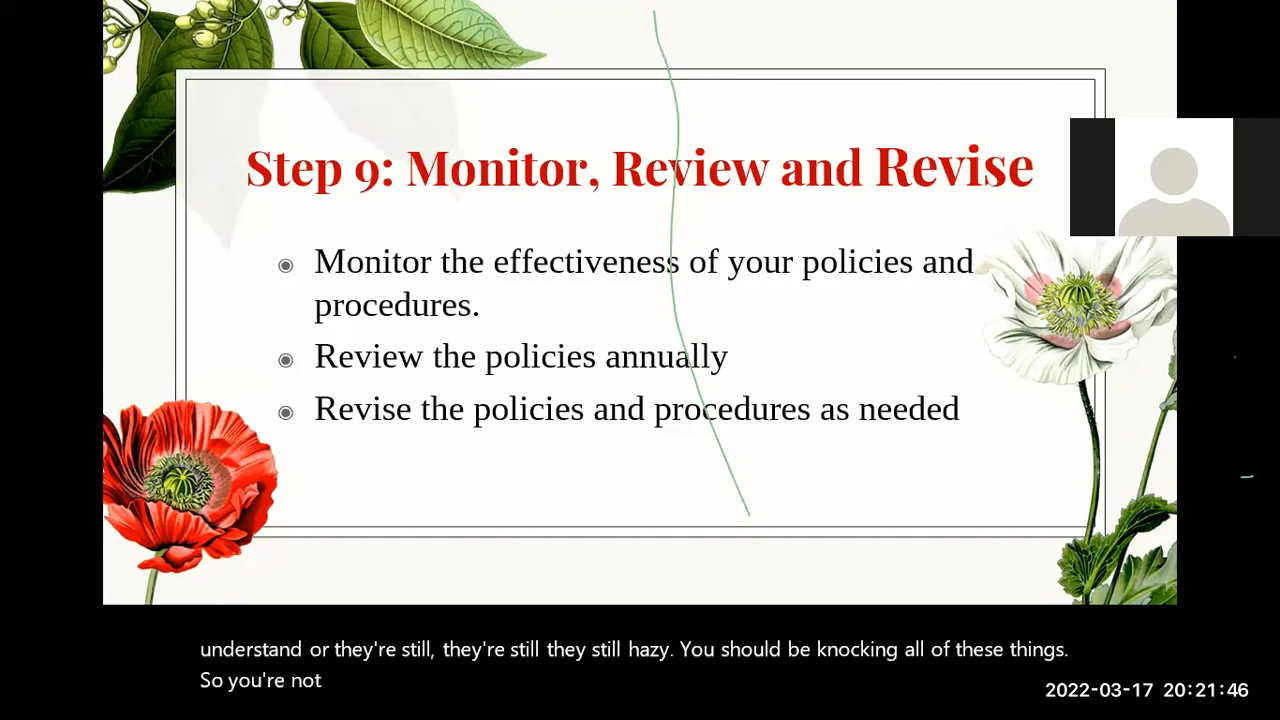 Step 9: Monitor, Review and Revise
Monitor the effectiveness of your policies and
procedures.
Review the policies annually
Revise the policies and procedures as needed
understand or they're still, they're still they still hazy. You should be knocking all of these things.
So you're not
2022-03-17 20:21:46